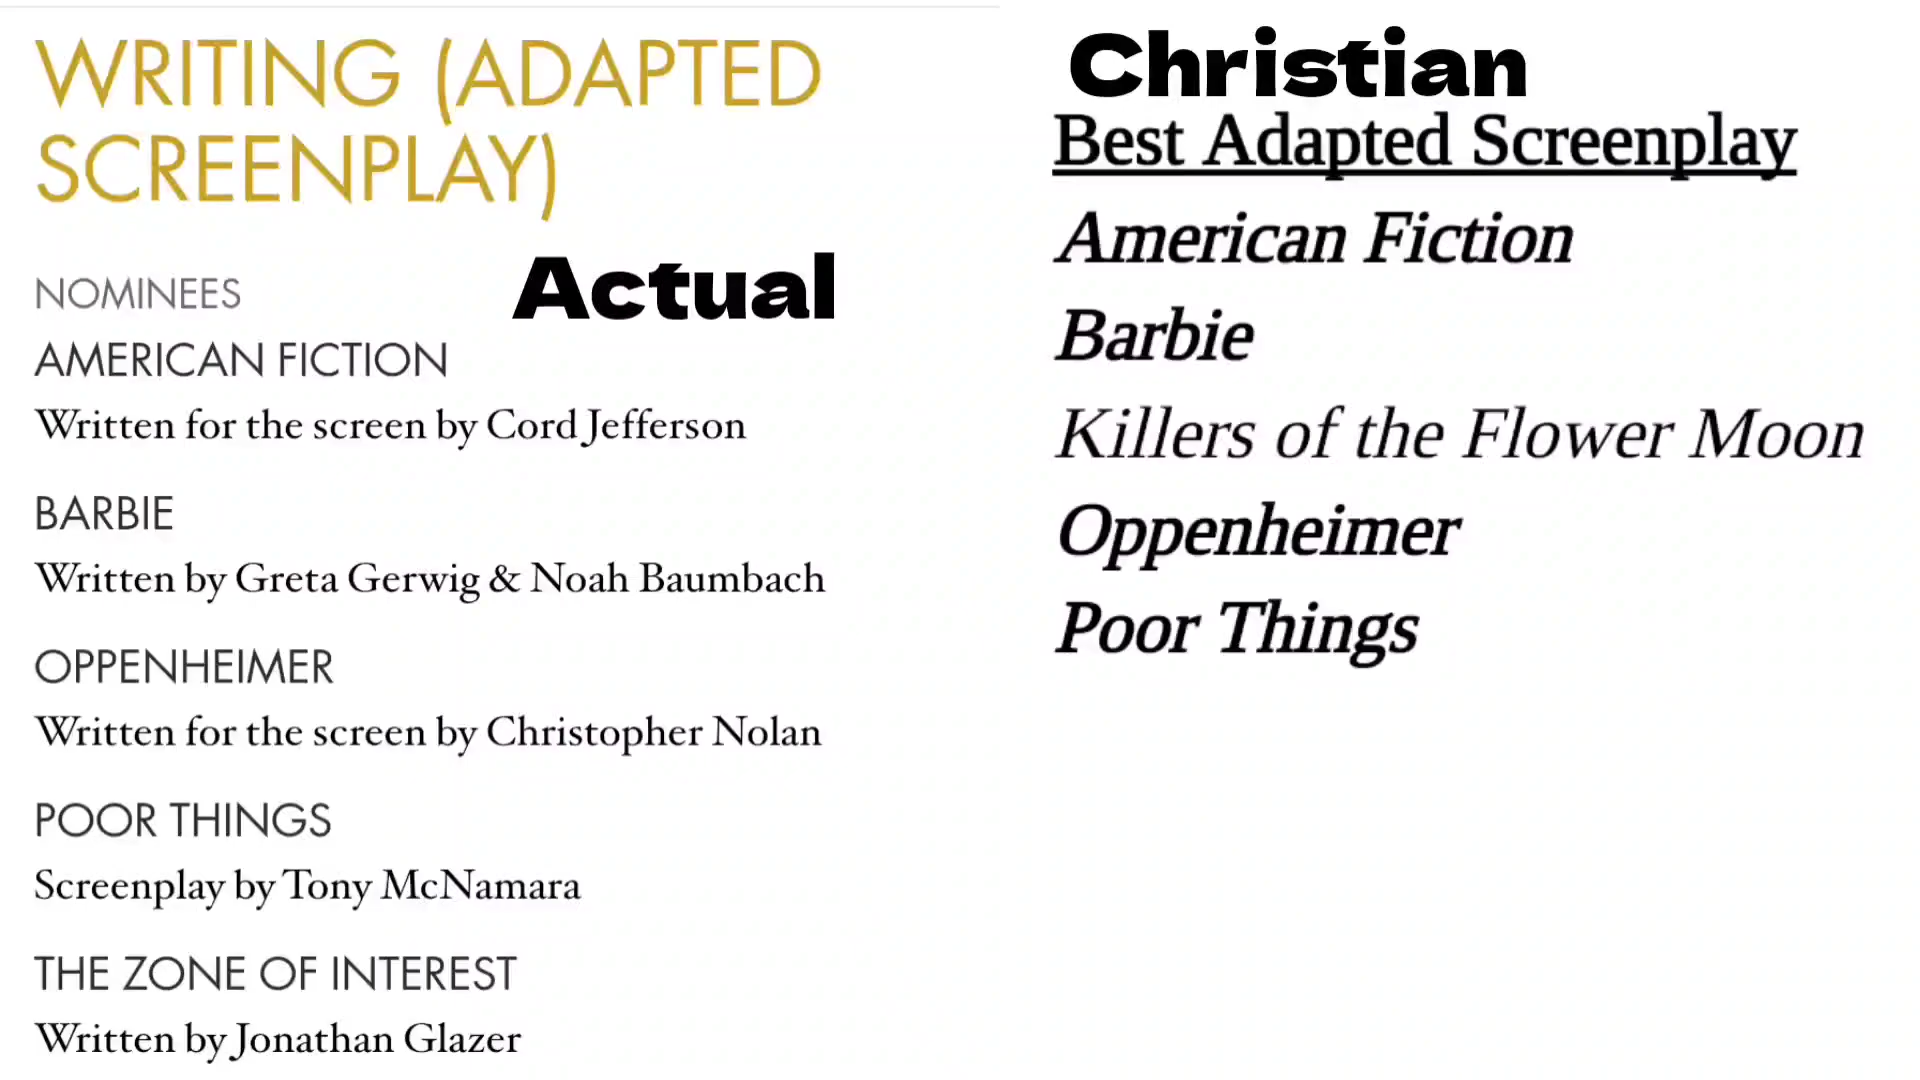 WRITING (ADAPTED
SCREENPLAY)
Actual
NOMINEES
AMERICAN FICTION
Written for the screen by Cord Jefferson
BARBIE
Written by Greta Gerwig & Noah Baumbach
OPPENHEIMER
Written for the screen by Christopher Nolan
POOR THINGS
Screenplay by Tony McNamara
THE ZONE OF INTEREST
Written by Jonathan Glazer
Christian
Best Adapted Screenplay
American Fiction
Barbie
Killers of the Flower Moon
Oppenheimer
Poor Things